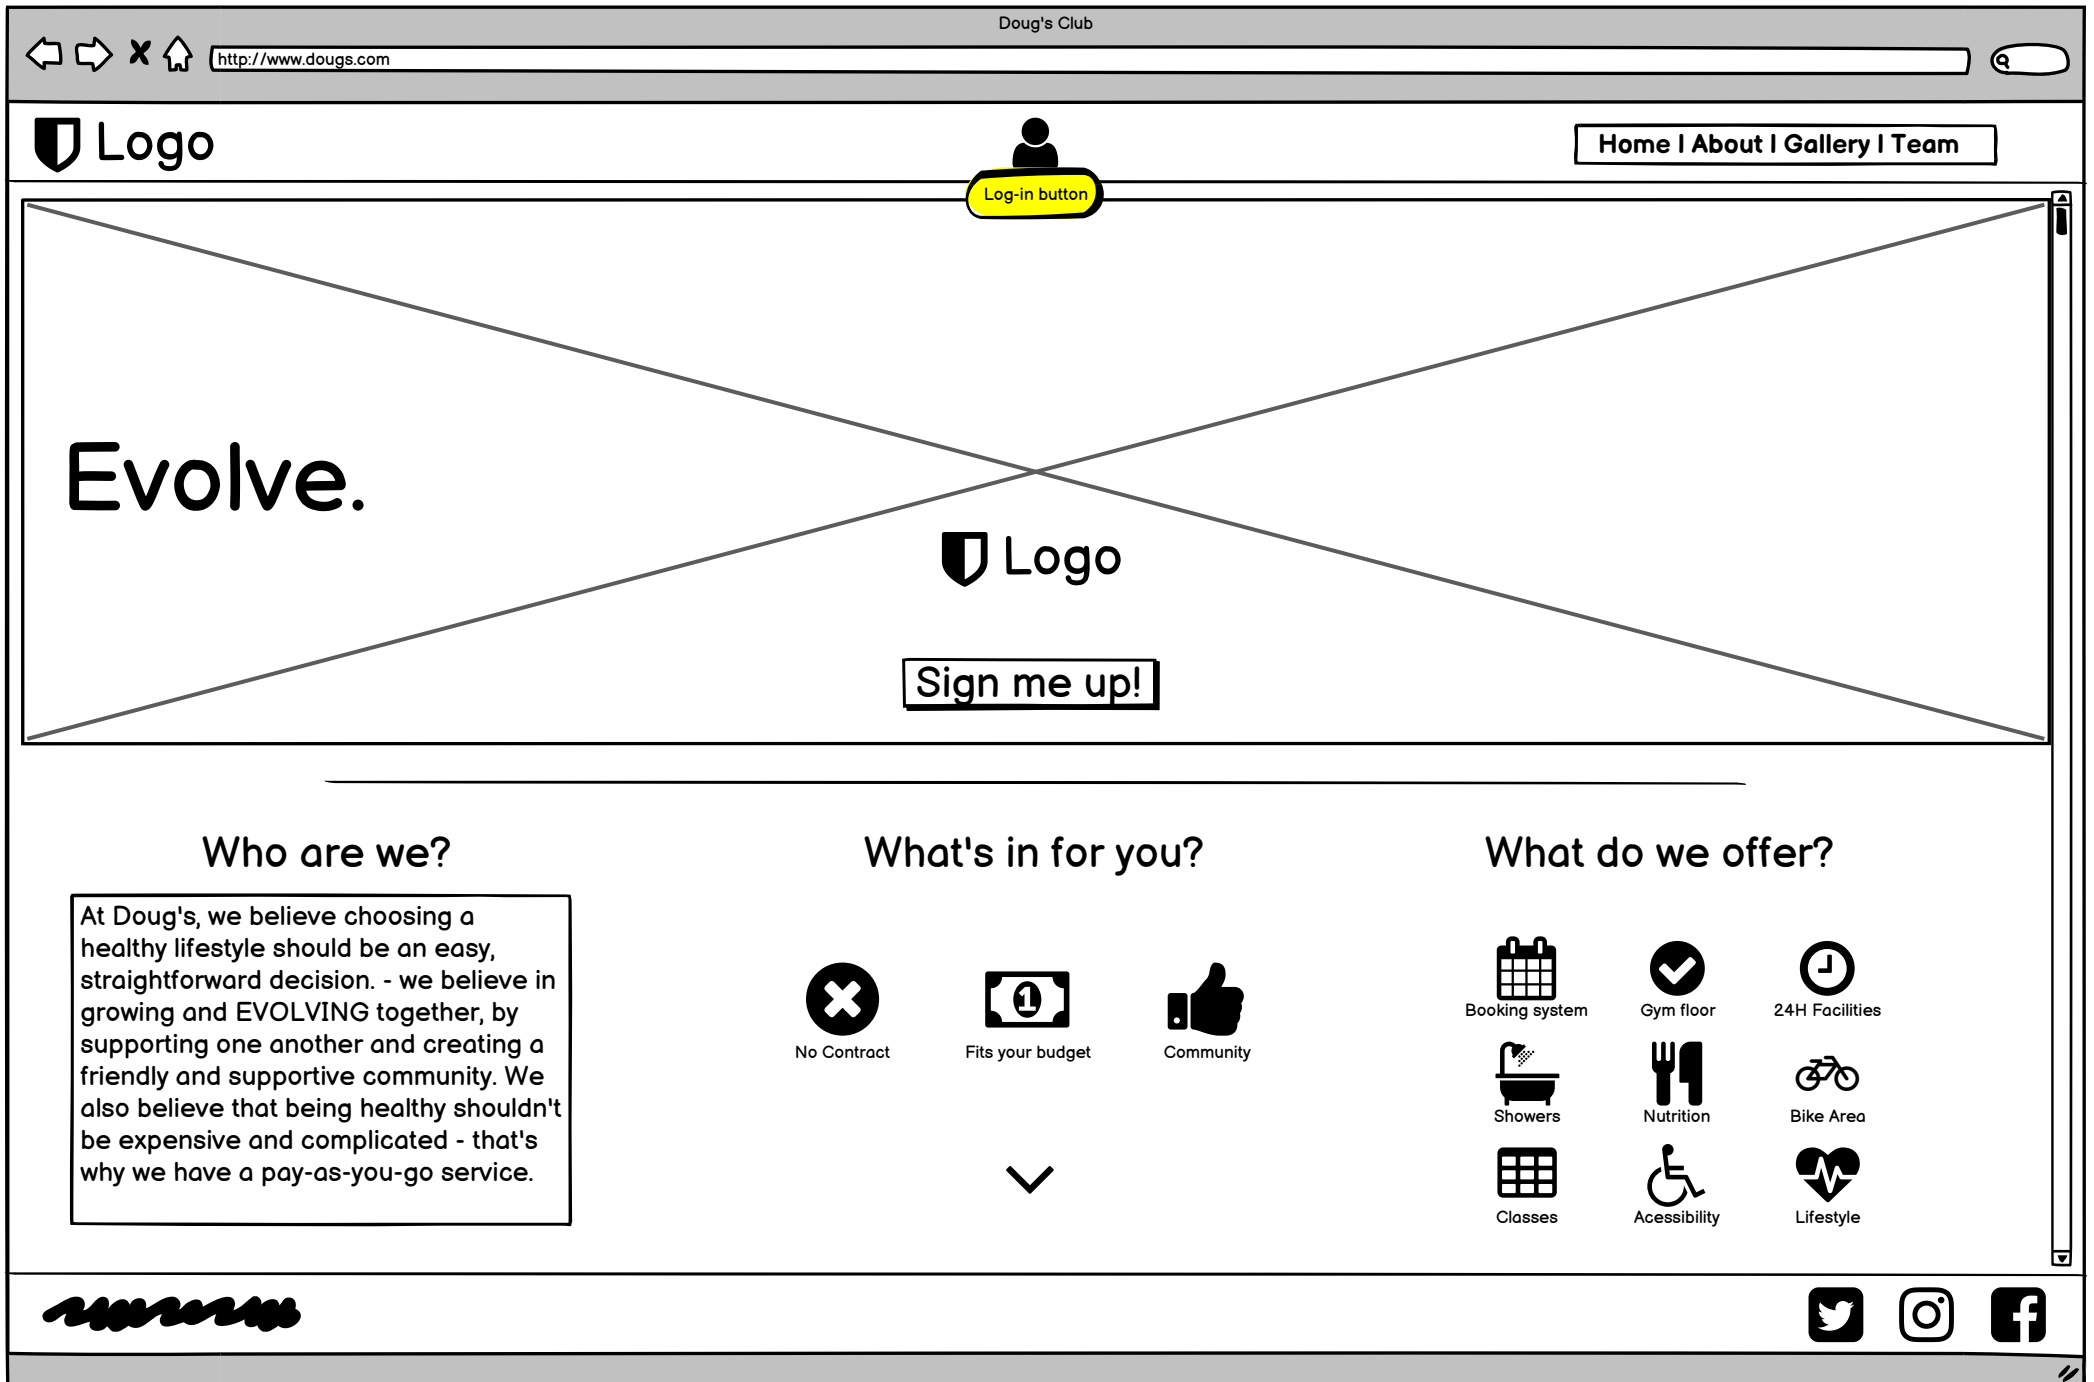 Doug's Club
http://www.dougs.com
Logo
Log-in button
Home | About | Gallery | Team
Evolve.
Logo
Sign me up!
Who are we?
At Doug's, we believe choosing a
healthy lifestyle should be an easy,
straightforward decision. - we believe in
growing and EVOLVING together, by
supporting one another and creating a
friendly and supportive community. We
also believe that being healthy shouldn't
be expensive and complicated - that's
why we have a pay-as-you-go service.
What's in for you?
1
No Contract
Fits your budget
Community
What do we offer?
Booking system
Gym floor
24H Facilities
Showers
Nutrition
Bike Area
Classes
Acessibility
Lifestyle